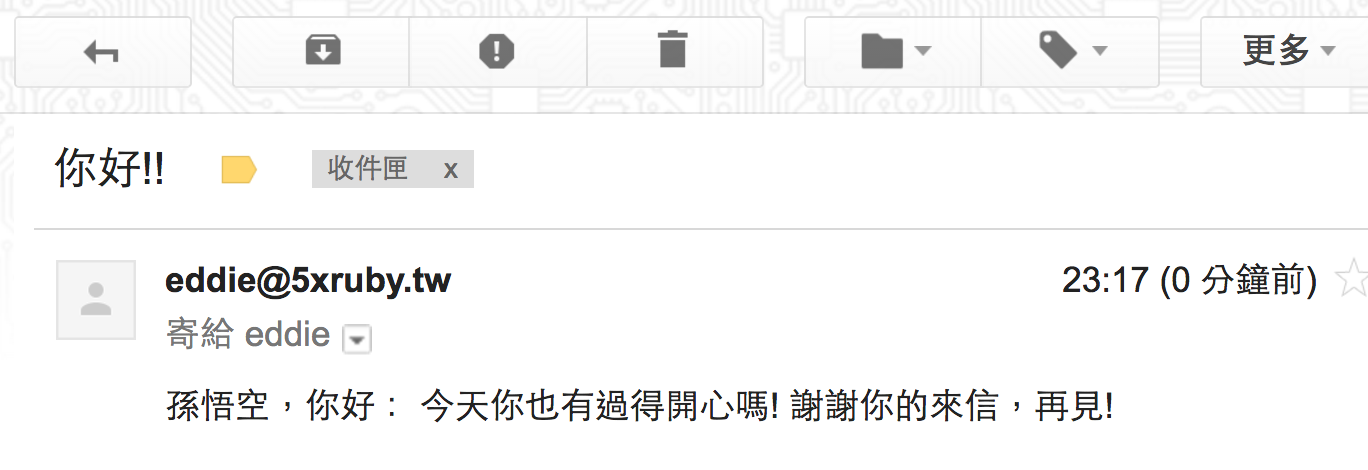 更多
你好!!
收件匣 x
eddie@5xruby.tw 23:17 (0 分鐘前)
寄給 eddie
孫悟空，你好： 今天你也有過得開心嗎! 謝謝你的來信，再見!